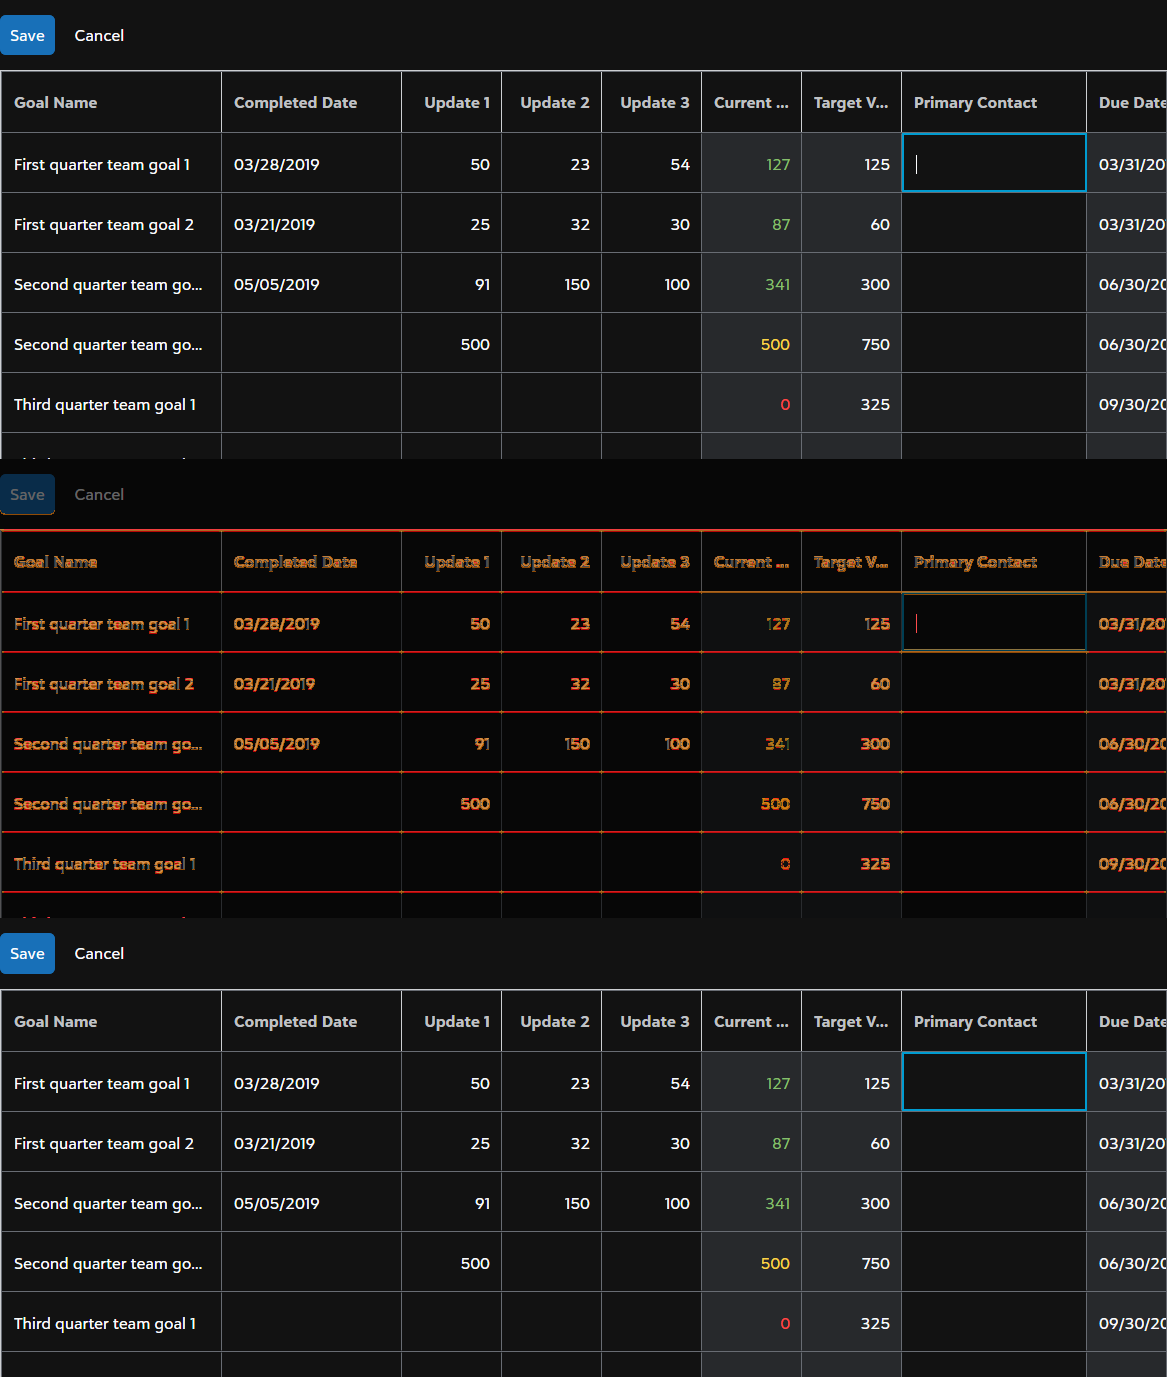 Save Cancel
Goal Name Completed Date Update 1 Update 2 Update 3 Current ... Target V... Primary Contact Due Date
First quarter team goal 1 03/28/2019 50 23 54 127 125 03/31/20
First quarter team goal 2 03/21/2019 25 32 30 87 60 03/31/20
Second quarter team go... 05/05/2019 91 150 100 341 300 06/30/20
Second quarter team go... 500 500 750 06/30/20
Third quarter team goal 1 0 325 09/30/20
Save Cancel
Goal Name Completed Date Update 1 Update 2 Update 3 Current ... Target V... Primary Contact Due Date
First quarter team goal 1 03/28/2019 50 23 54 127 125 03/31/20
First quarter team goal 2 03/21/2019 25 32 30 87 60 03/31/20
Second quarter team go... 05/05/2019 91 150 100 341 300 06/30/20
Second quarter team go... 500 500 750 06/30/20
Third quarter team goal 1 0 325 09/30/20
Save Cancel
Goal Name Completed Date Update 1 Update 2 Update 3 Current ... Target V... Primary Contact Due Date
First quarter team goal 1 03/28/2019 50 23 54 127 125 03/31/20
First quarter team goal 2 03/21/2019 25 32 30 87 60 03/31/20
Second quarter team go... 05/05/2019 91 150 100 341 300 06/30/20
Second quarter team go... 500 500 750 06/30/20
Third quarter team goal 1 0 325 09/30/20